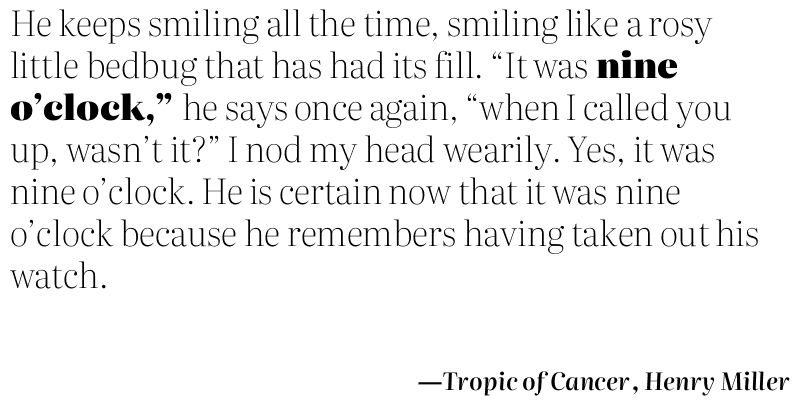 He keeps smiling all the time, smiling like a rosy
little bedbug that has had its fill. “It was nine
o’clock,” he says once again, “when I called you
up, wasn’t it?” I nod my head wearily. Yes, it was
nine o’clock. He is certain now that it was nine
o’clock because he remembers having taken out his
watch.
—Tropic of Cancer, Henry Miller